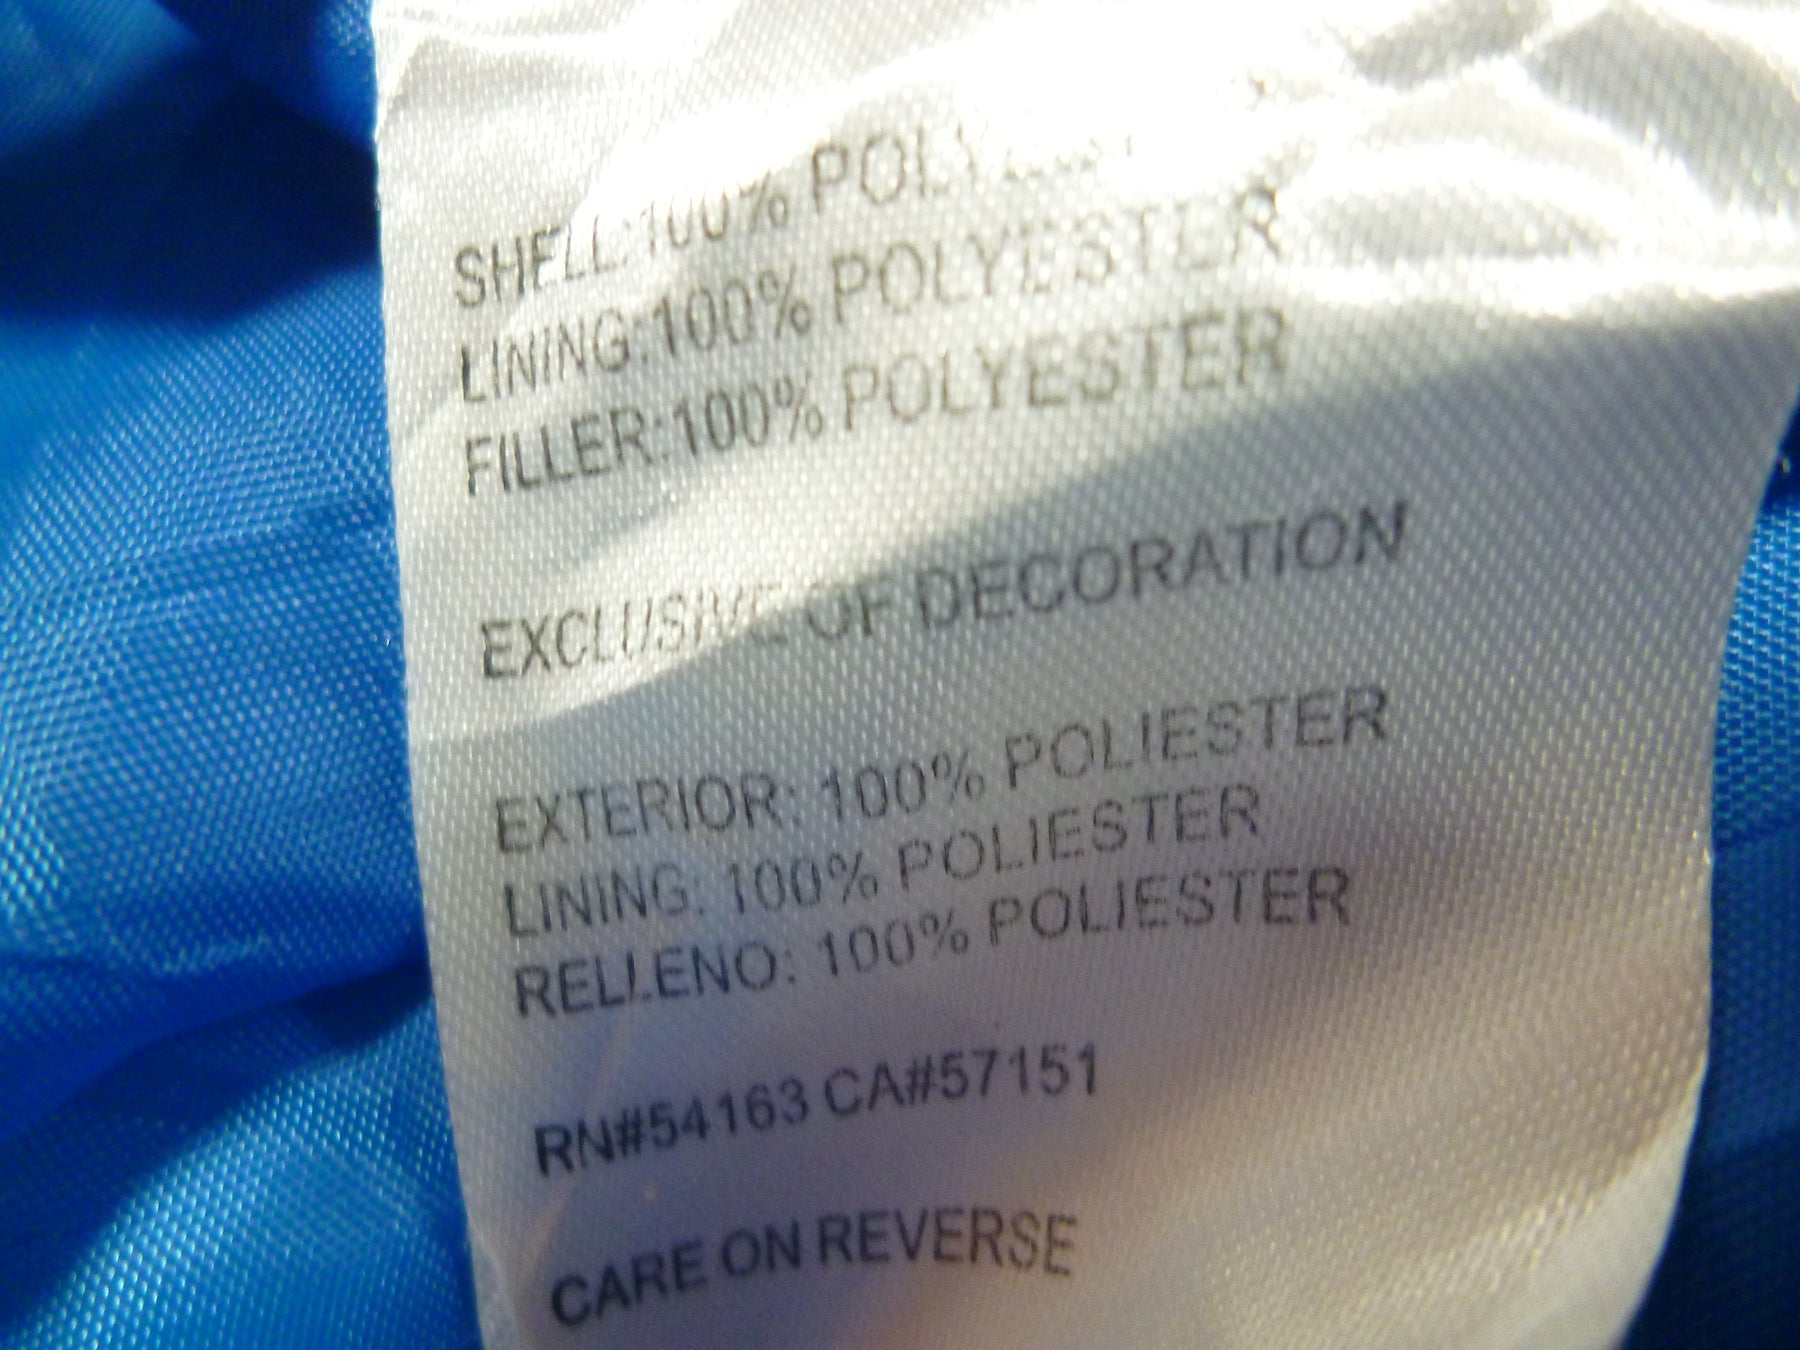 SHELL:100% POLYESTER
LINING:100% POLYESTER
FILLER:100% POLYESTER
EXCLUSIVE OF DECORATION
EXTERIOR: 100% POLIESTER
LINING: 100% POLIESTER
RELLENO: 100% POLIESTER
RN#54163 CA#57151
CARE ON REVERSE